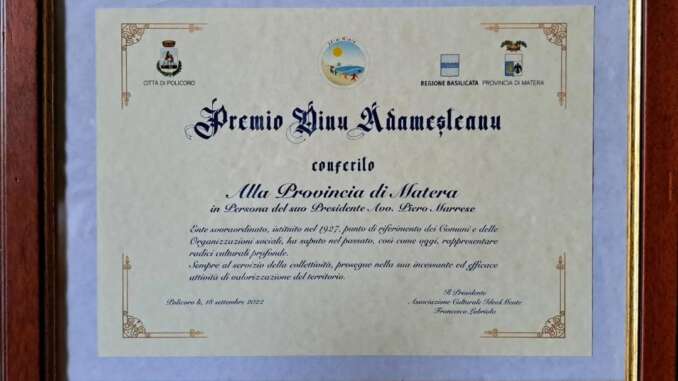 CITTÀ DI POLICORO
REGIONE BASILICATA
PROVINCIA DI MATERA
Premio Dinu Adameşleanu
conferito
Alla Provincia di Matera
in Persona del suo Presidente Avv. Piero Marrese
Ente sovraordinato, istituito nel 1927, punto di riferimento dei Comuni e delle
Organizzazioni sociali, ha saputo nel passato, così come oggi, rappresentare
radici culturali profonde.
Sempre al servizio della collettività, prosegue nella sua incessante ed efficace
attività di valorizzazione del territorio.
Policoro lì, 18 settembre 2022
Il Presidente
Associazione Culturale
Francesco Labriola